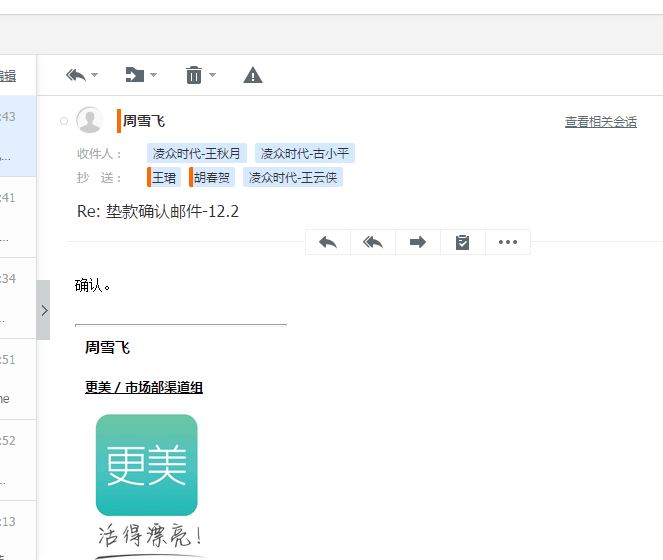 编辑
:43
周雪飞
查看相关会话
收件人：
凌众时代-王秋月
凌众时代-古小平
...
抄 送：
王珺
胡春贺
凌众时代-王云侠
:41
Re: 垫款确认邮件-12.2
...
:34
确认。
...
周雪飞
:51
更美 / 市场部渠道组
ne
:52
更美
...
:13
活得漂亮!